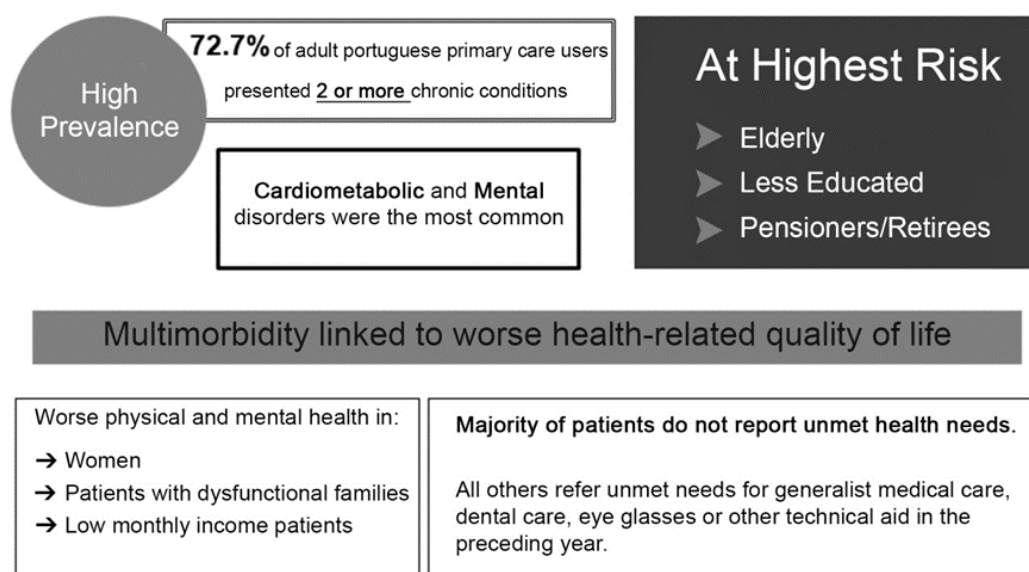 High
Prevalence
72.7% of adult portuguese primary care users
presented 2 or more chronic conditions
Cardiometabolic and Mental
disorders were the most common
At Highest Risk
Elderly
Less Educated
Pensioners/Retirees
Multimorbidity linked to worse health-related quality of life
Worse physical and mental health in:
→ Women
→ Patients with dysfunctional families
→ Low monthly income patients
Majority of patients do not report unmet health needs.
All others refer unmet needs for generalist medical care,
dental care, eye glasses or other technical aid in the
preceding year.